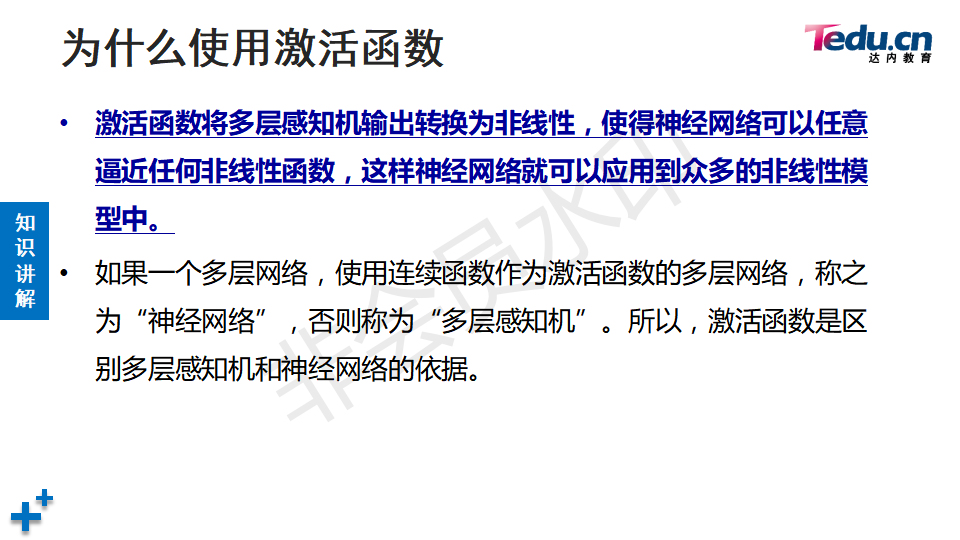 为什么使用激活函数
Tedu.cn
达内教育
• 激活函数将多层感知机输出转换为非线性，使得神经网络可以任意
逼近任何非线性函数，这样神经网络就可以应用到众多的非线性模
型中。
知识讲解
• 如果一个多层网络，使用连续函数作为激活函数的多层网络，称之
为“神经网络”，否则称为“多层感知机”。所以，激活函数是区
别多层感知机和神经网络的依据。
非会员水印